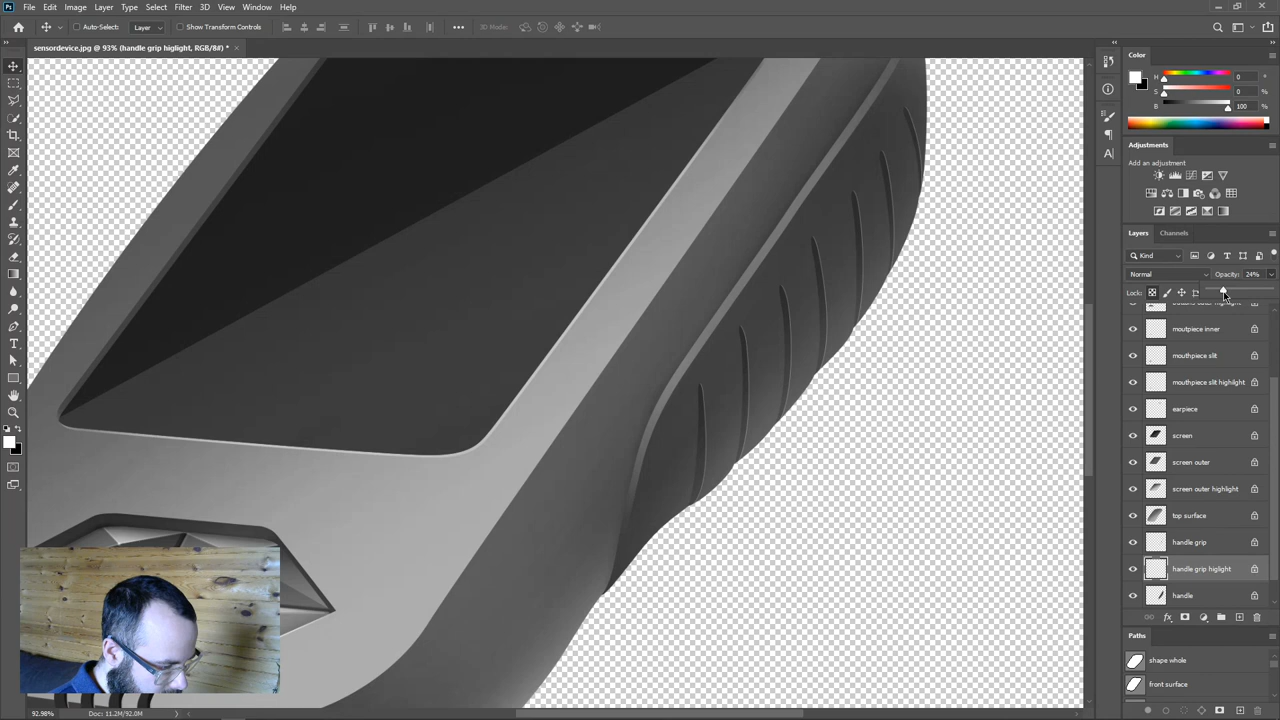 Ps File Edit Image Layer Type Select Filter 3D View Window Help
Auto-Select: Layer Show Transform Controls 3D Mode:
sensordevice.jpg @ 93% (handle grip higlight, RGB/8#) *
Color
H 0 °
S 0 %
B 100 %
Adjustments
Add an adjustment
Layers Channels
Kind
Normal Opacity: 24%
Lock:
moutpiece inner
mouthpiece slit
mouthpiece slit highlight
earpiece
screen
screen outer
screen outer highlight
top surface
handle grip
handle grip higlight
handle
fx
Paths
shape whole
front surface
92.98% Doc: 11.2M/92.0M